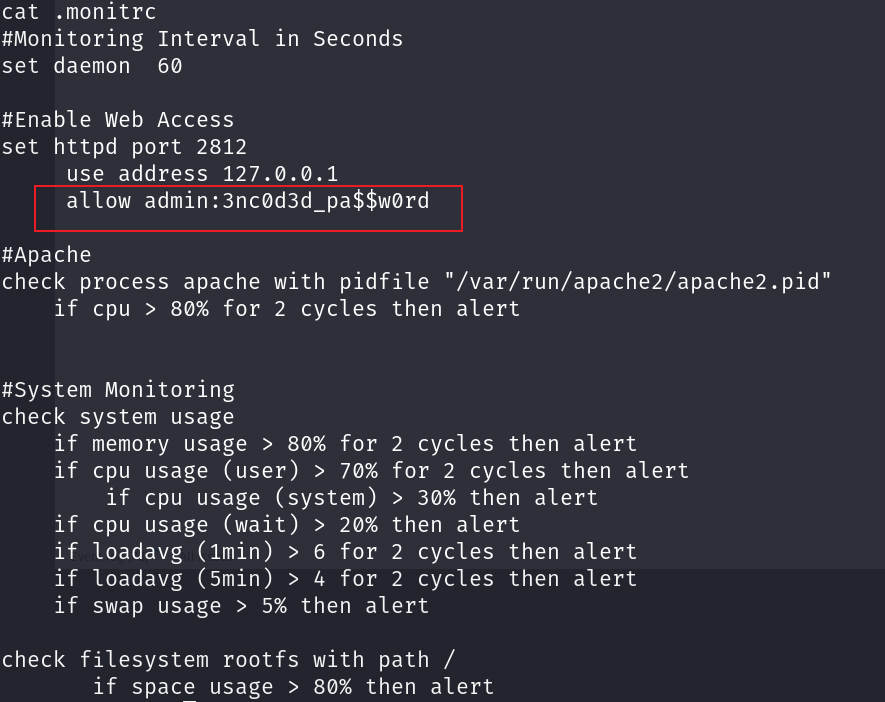 cat .monitrc
#Monitoring Interval in Seconds
set daemon  60
#Enable Web Access
set httpd port 2812
     use address 127.0.0.1
     allow admin:3nc0d3d_pa$$w0rd
#Apache
check process apache with pidfile "/var/run/apache2/apache2.pid"
    if cpu > 80% for 2 cycles then alert
#System Monitoring
check system usage
    if memory usage > 80% for 2 cycles then alert
    if cpu usage (user) > 70% for 2 cycles then alert
        if cpu usage (system) > 30% then alert
    if cpu usage (wait) > 20% then alert
    if loadavg (1min) > 6 for 2 cycles then alert
    if loadavg (5min) > 4 for 2 cycles then alert
    if swap usage > 5% then alert
check filesystem rootfs with path /
       if space usage > 80% then alert